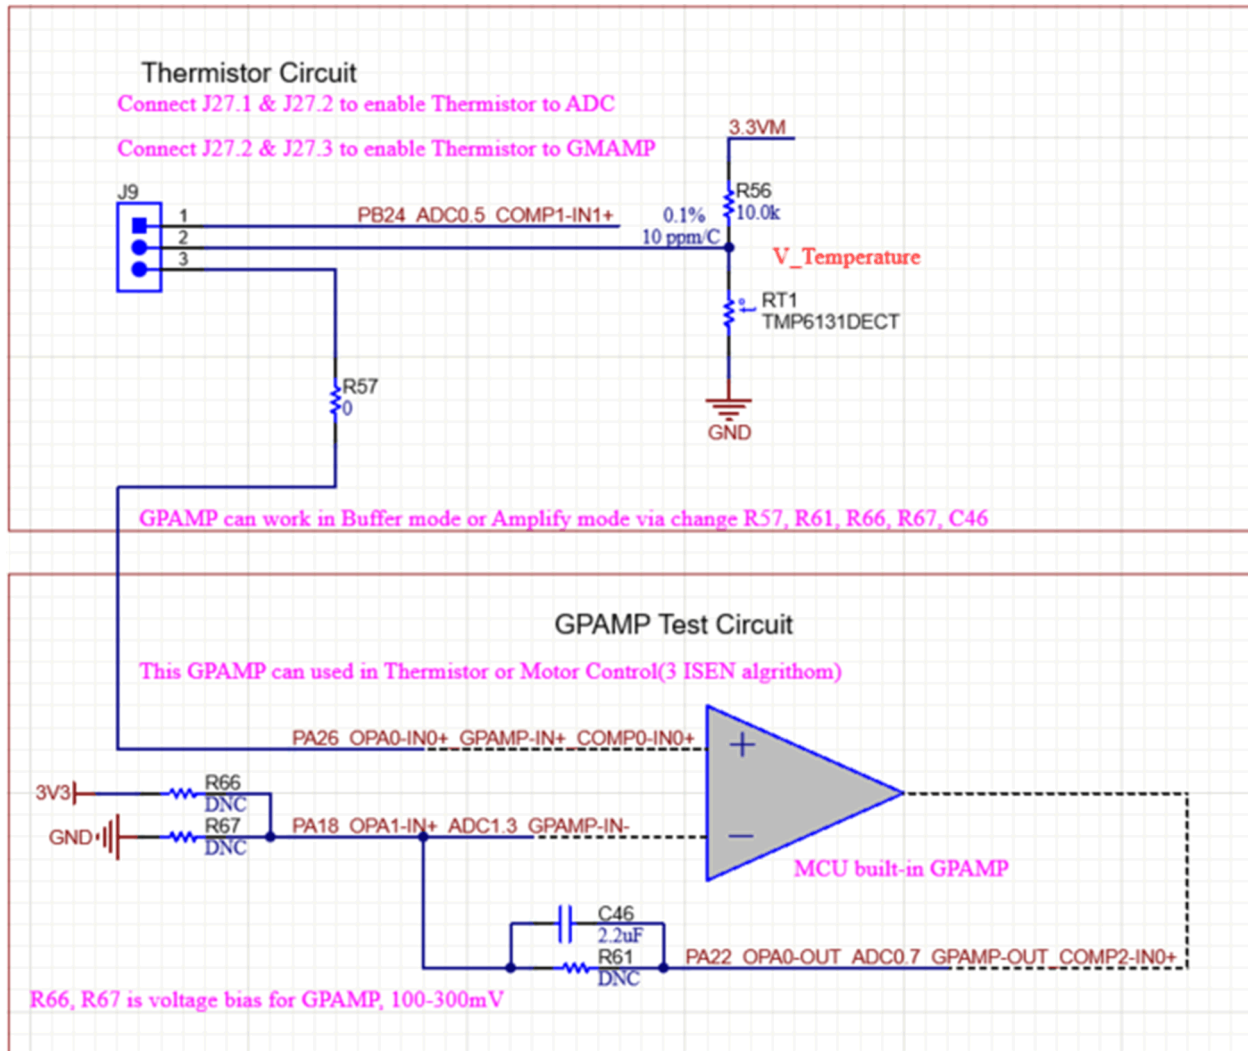 Thermistor Circuit
Connect J27.1 & J27.2 to enable Thermistor to ADC
Connect J27.2 & J27.3 to enable Thermistor to GMAMP
3.3VM
J9
1
2
3
PB24_ADC0.5_COMP1-IN1+
0.1%
10 ppm/C
R56
10.0k
V_Temperature
t°
RT1
TMP6131DECT
GND
R57
0
GPAMP can work in Buffer mode or Amplify mode via change R57, R61, R66, R67, C46
GPAMP Test Circuit
This GPAMP can used in Thermistor or Motor Control(3 ISEN algrithom)
PA26_OPA0-IN0+_GPAMP-IN+_COMP0-IN0+
3V3
R66
DNC
GND
R67
DNC
PA18_OPA1-IN+_ADC1.3_GPAMP-IN-
MCU built-in GPAMP
C46
2.2uF
R61
DNC
PA22_OPA0-OUT_ADC0.7_GPAMP-OUT_COMP2-IN0+
R66, R67 is voltage bias for GPAMP, 100-300mV